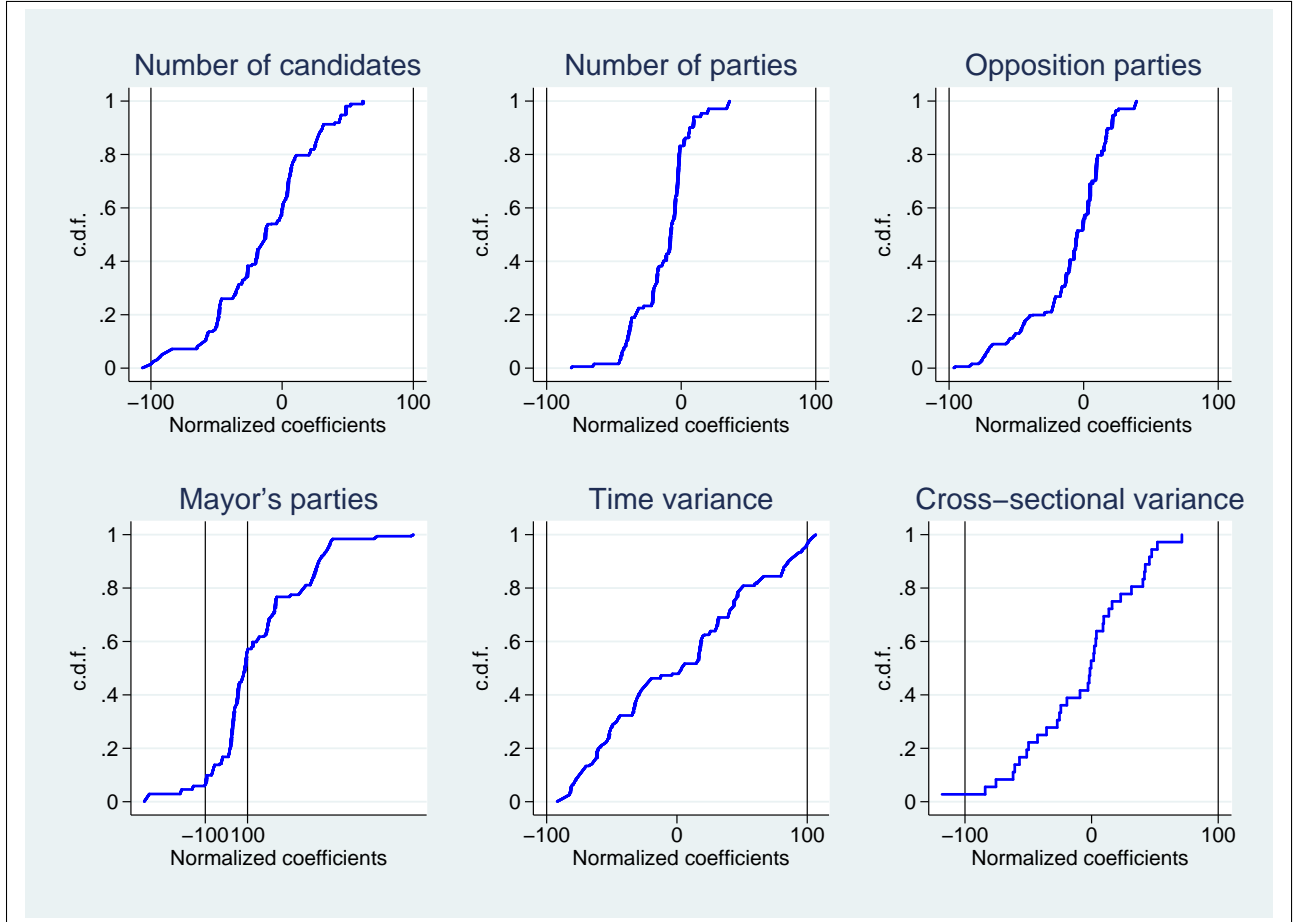 Number of candidates
Number of parties
Opposition parties
c.d.f.
1
.8
.6
.4
.2
0
−100 0 100
Normalized coefficients
c.d.f.
1
.8
.6
.4
.2
0
−100 0 100
Normalized coefficients
c.d.f.
1
.8
.6
.4
.2
0
−100 0 100
Normalized coefficients
Mayor’s parties
Time variance
Cross−sectional variance
c.d.f.
1
.8
.6
.4
.2
0
−100 100
Normalized coefficients
c.d.f.
1
.8
.6
.4
.2
0
−100 0 100
Normalized coefficients
c.d.f.
1
.8
.6
.4
.2
0
−100 0 100
Normalized coefficients